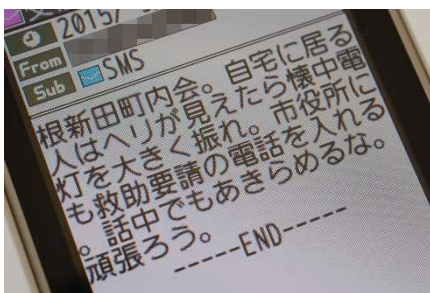 2015/
From
Sub SMS
根新田町内会。自宅に居る
人はヘリが見えたら懐中電
灯を大きく振れ。市役所に
も救助要請の電話を入れる
。話中でもあきらめるな。
頑張ろう。
-----END-----